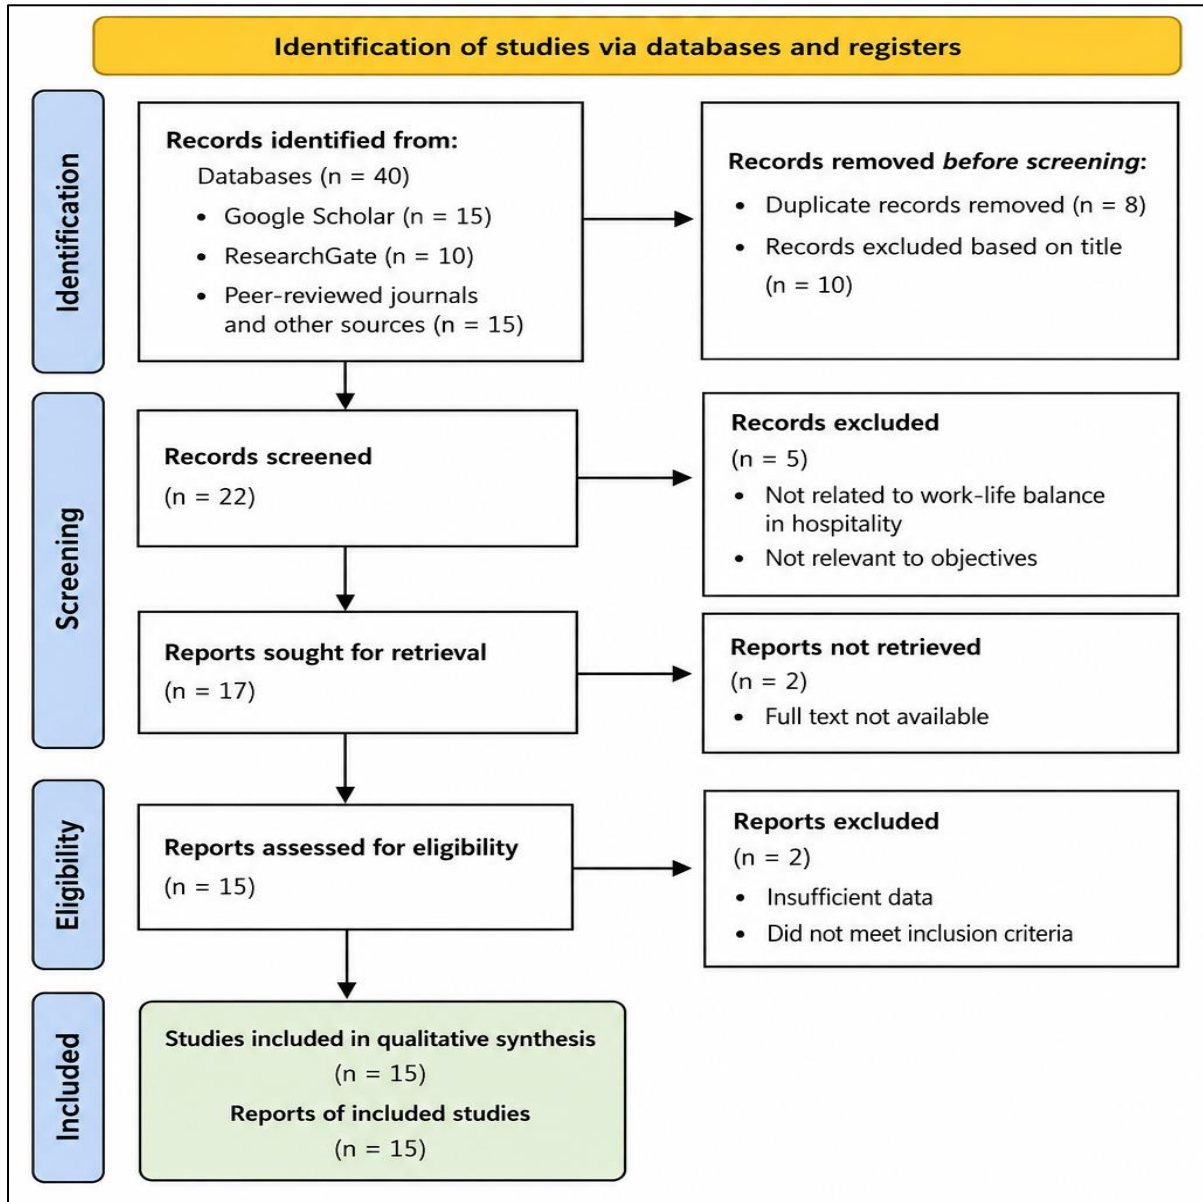 Identification of studies via databases and registers
Identification
Records identified from:
Databases (n = 40)
• Google Scholar (n = 15)
• ResearchGate (n = 10)
• Peer-reviewed journals
and other sources (n = 15)
Records removed before screening:
• Duplicate records removed (n = 8)
• Records excluded based on title
(n = 10)
Screening
Records screened
(n = 22)
Records excluded
(n = 5)
• Not related to work-life balance
in hospitality
• Not relevant to objectives
Reports sought for retrieval
(n = 17)
Reports not retrieved
(n = 2)
• Full text not available
Eligibility
Reports assessed for eligibility
(n = 15)
Reports excluded
(n = 2)
• Insufficient data
• Did not meet inclusion criteria
Included
Studies included in qualitative synthesis
(n = 15)
Reports of included studies
(n = 15)